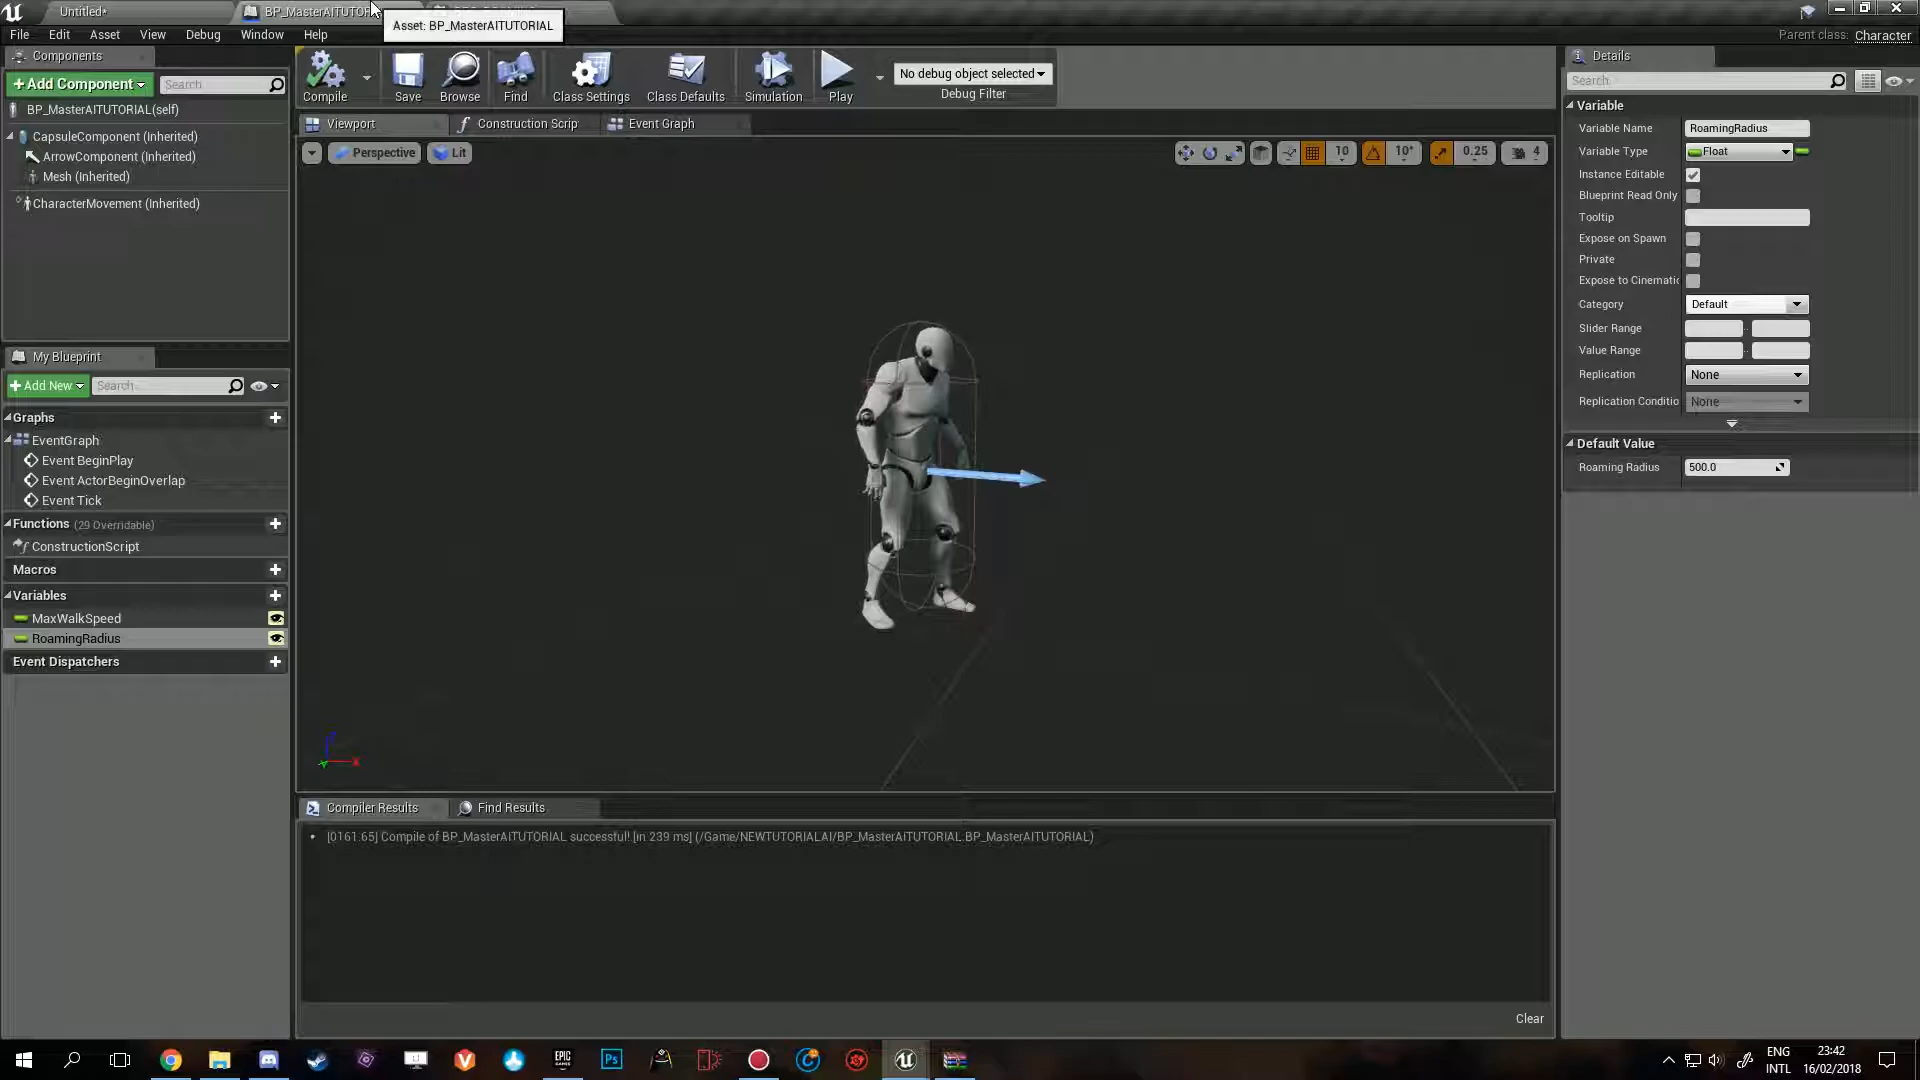 Untitled*
BP_MasterAITUTOR
Asset: BP_MasterAITUTORIAL
File Edit Asset View Debug Window Help
Parent class: Character
Components
+Add Component
Search
BP_MasterAITUTORIAL(self)
CapsuleComponent (Inherited)
ArrowComponent (Inherited)
Mesh (Inherited)
CharacterMovement (Inherited)
My Blueprint
+Add New
Search
Graphs
EventGraph
Event BeginPlay
Event ActorBeginOverlap
Event Tick
Functions (29 Overridable)
ConstructionScript
Macros
Variables
MaxWalkSpeed
RoamingRadius
Event Dispatchers
Compile Save Browse Find Class Settings Class Defaults Simulation Play
No debug object selected
Debug Filter
Viewport
Construction Scrip
Event Graph
Perspective
Lit
10 10° 0.25 4
Compiler Results
Find Results
[0161.65] Compile of BP_MasterAITUTORIAL successful! [in 239 ms] (/Game/NEWTUTORIALAI/BP_MasterAITUTORIAL.BP_MasterAITUTORIAL)
Clear
Details
Search
Variable
Variable Name RoamingRadius
Variable Type Float
Instance Editable
Blueprint Read Only
Tooltip
Expose on Spawn
Private
Expose to Cinematic
Category Default
Slider Range
Value Range
Replication None
Replication Conditio None
Default Value
Roaming Radius 500.0
EPIC GAMES
Ps
ENG
INTL
23:42
16/02/2018